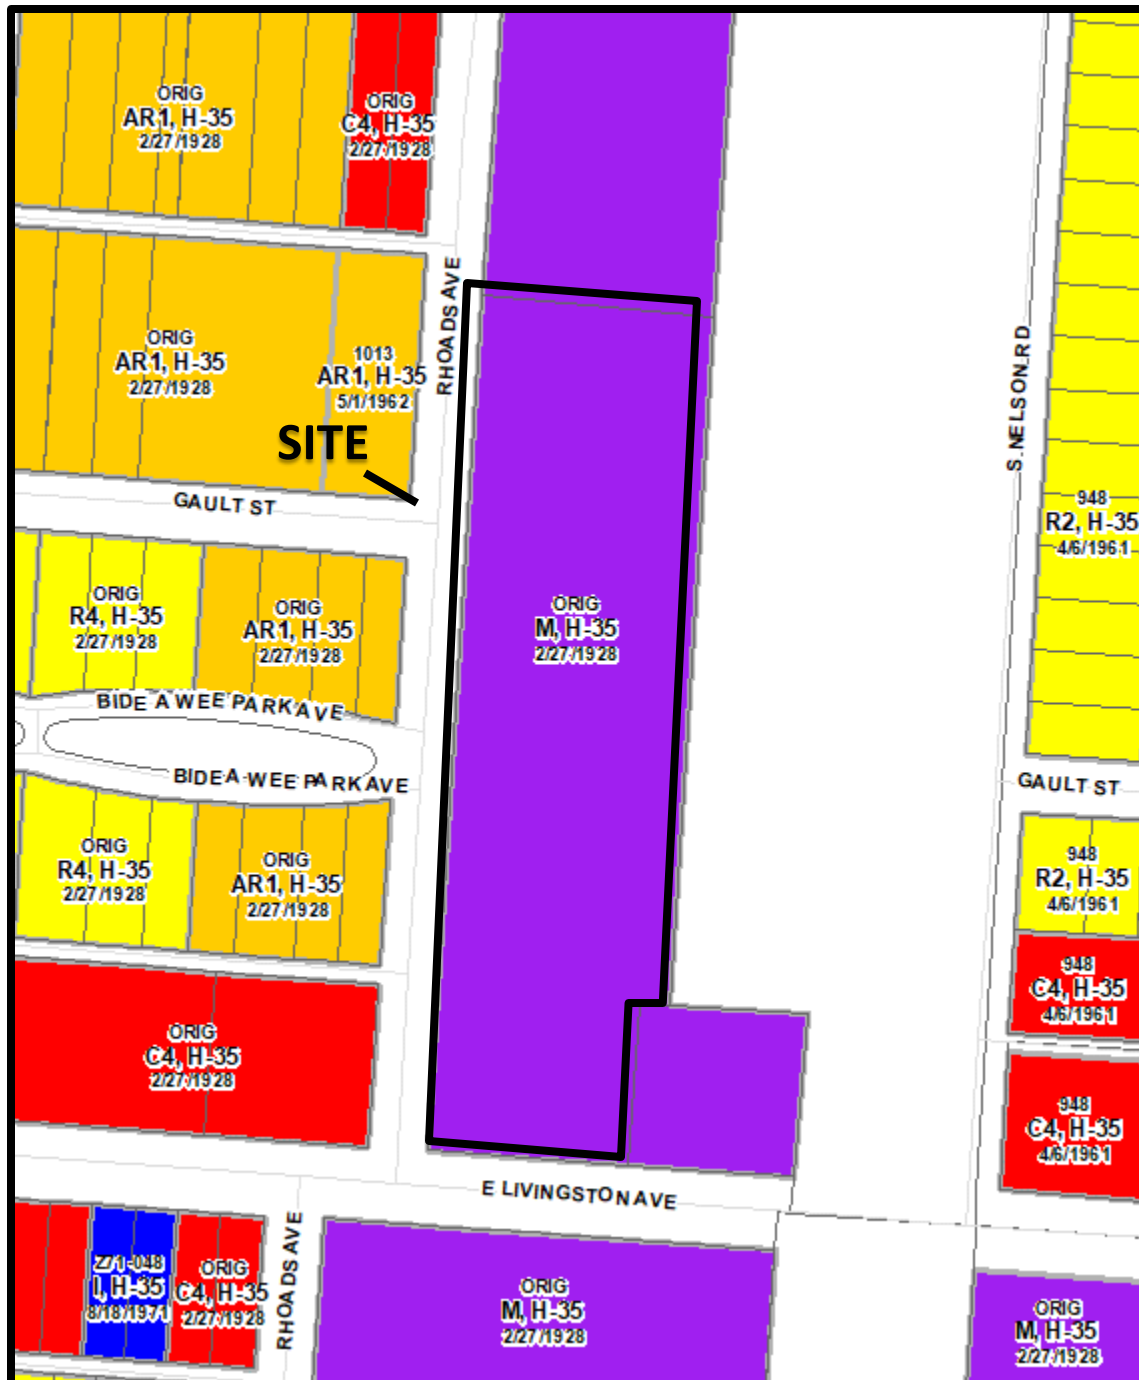 ORIG
AR1, H-35
2/27/1928
ORIG
C4, H-35
2/27/1928
RHOADS AVE
ORIG
AR1, H-35
2/27/1928
1013
AR1, H-35
5/1/1962
SITE
S. NELSON RD
GAULT ST
948
R2, H-35
4/6/1961
ORIG
R4, H-35
2/27/1928
ORIG
AR1, H-35
2/27/1928
ORIG
M, H-35
2/27/1928
BIDE A WEE PARK AVE
BIDE-A-WEE PARK AVE
GAULT ST
ORIG
R4, H-35
2/27/1928
ORIG
AR1, H-35
2/27/1928
948
R2, H-35
4/6/1961
948
C4, H-35
4/6/1961
ORIG
C4, H-35
2/27/1928
948
C4, H-35
4/6/1961
E LIVINGSTON AVE
Z71-048
I, H-35
8/18/1971
ORIG
C4, H-35
2/27/1928
RHOADS AVE
ORIG
M, H-35
2/27/1928
ORIG
M, H-35
2/27/1928